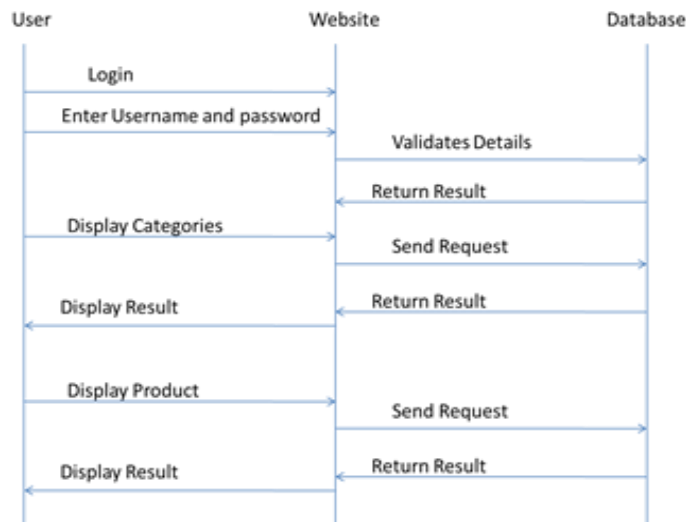 User
Website
Database
Login
Enter Username and password
Validates Details
Return Result
Display Categories
Send Request
Return Result
Display Result
Display Product
Send Request
Return Result
Display Result